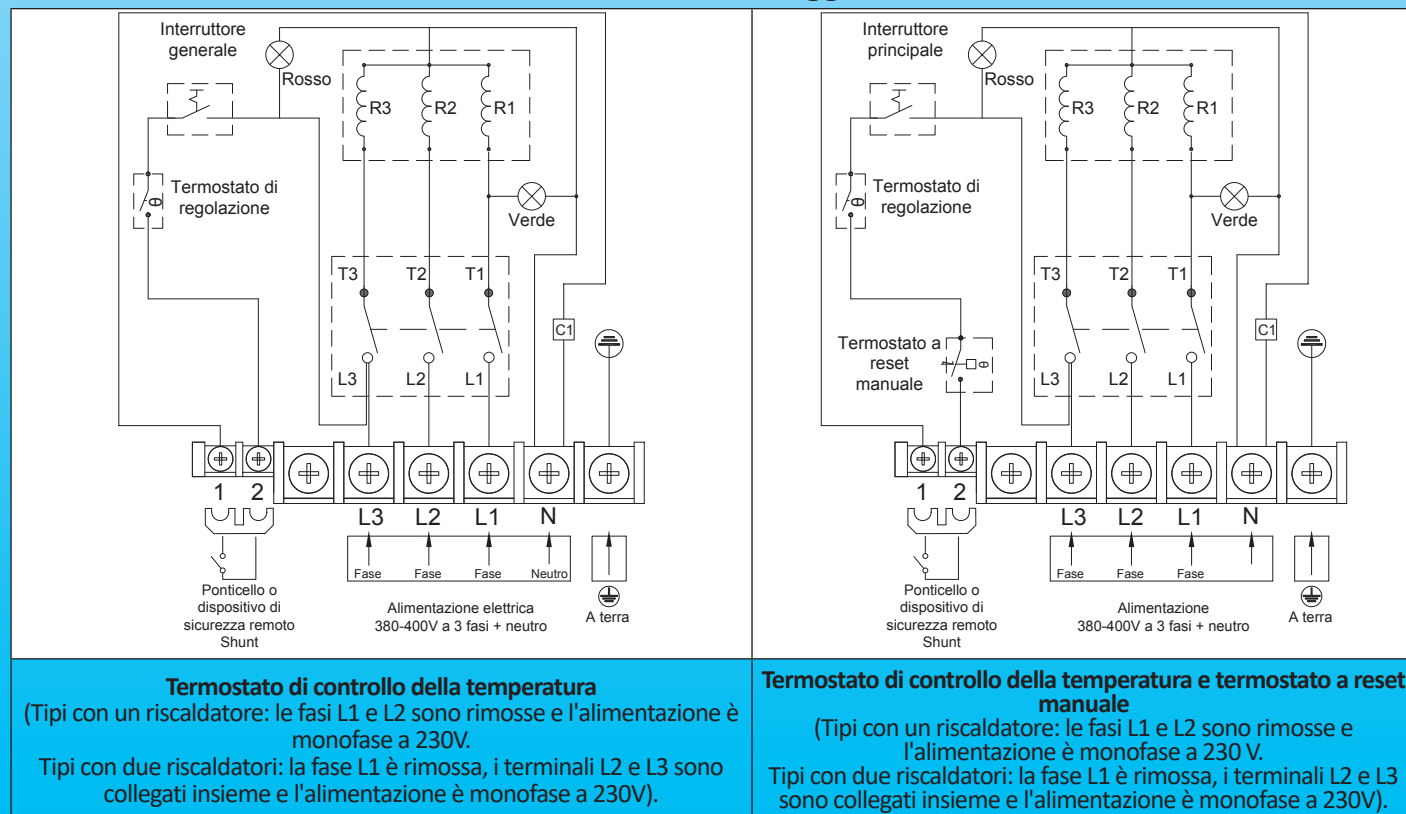 Interruttore
generale
Rosso
R3 R2 R1
Termostato di
regolazione
θ
Verde
T3 T2 T1
C1
L3 L2 L1
1 2
L3 L2 L1 N
Fase Fase Fase Neutro
Ponticello o
dispositivo di
sicurezza remoto
Shunt
Alimentazione elettrica
380-400V a 3 fasi + neutro
A terra
Termostato di controllo della temperatura
(Tipi con un riscaldatore: le fasi L1 e L2 sono rimosse e l'alimentazione è
monofase a 230V.
Tipi con due riscaldatori: la fase L1 è rimossa, i terminali L2 e L3 sono
collegati insieme e l'alimentazione è monofase a 230V).
Interruttore
principale
Rosso
R3 R2 R1
Termostato di
regolazione
θ
Verde
T3 T2 T1
Termostato a
reset
manuale
θ
C1
L3 L2 L1
1 2
L3 L2 L1 N
Fase Fase Fase
Ponticello o
dispositivo di
sicurezza remoto
Shunt
Alimentazione
380-400V a 3 fasi + neutro
A terra
Termostato di controllo della temperatura e termostato a reset
manuale
(Tipi con un riscaldatore: le fasi L1 e L2 sono rimosse e
l'alimentazione è monofase a 230 V.
Tipi con due riscaldatori: la fase L1 è rimossa, i terminali L2 e L3
sono collegati insieme e l'alimentazione è monofase a 230V).